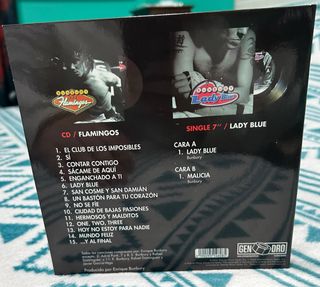 Flamingos
Lady Blue
CD / FLAMINGOS
1. EL CLUB DE LOS IMPOSIBLES
2. SÍ
3. CONTAR CONTIGO
4. SÁCAME DE AQUÍ
5. ENGANCHADO A TI
6. LADY BLUE
7. SAN COSME Y SAN DAMIÁN
8. UN BASTÓN PARA TU CORAZÓN
9. NO SE FÍE
10. CIUDAD DE BAJAS PASIONES
11. HERMOSOS Y MALDITOS
12. ONE, TWO, THREE
13. HOY NO ESTOY PARA NADIE
14. MUNDO FELIZ
15. ...Y AL FINAL
SINGLE 7" / LADY BLUE
CARA A
1. LADY BLUE
Bunbury
CARA B
1. MALICIA
Bunbury
Producido por Enrique Bunbury
GEN DRO